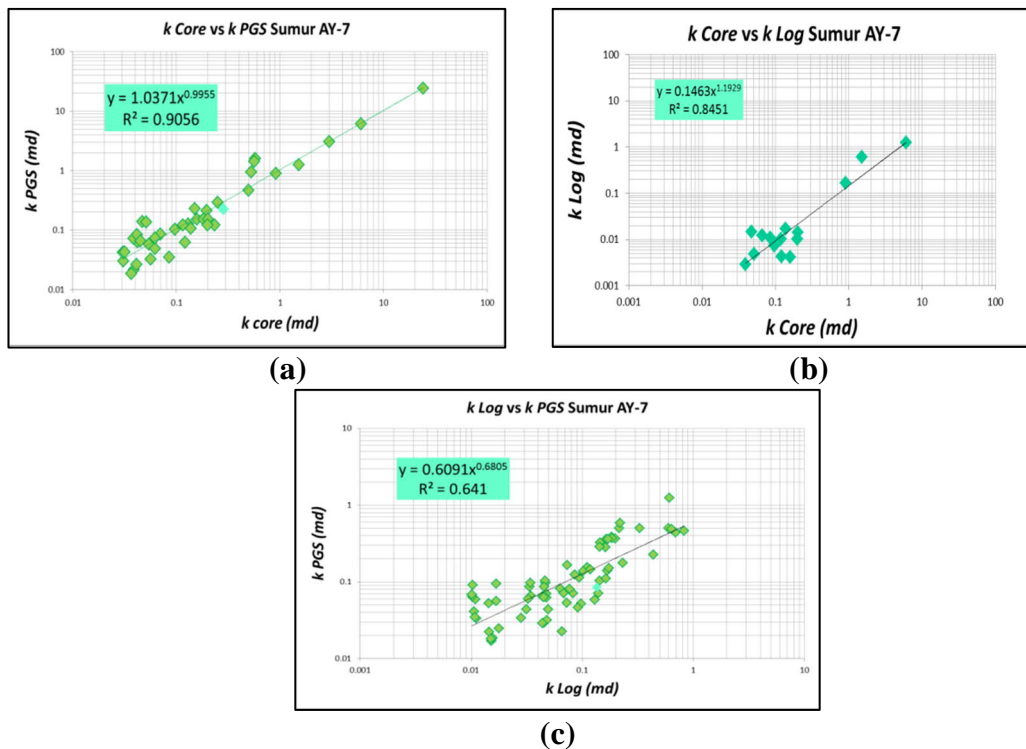 k Core vs k PGS Sumur AY-7
100
10
1
0.1
0.01
k PGS (md)
y = 1.0371x^0.9955
R² = 0.9056
0.01 0.1 1 10 100
k core (md)
(a)
k Core vs k Log Sumur AY-7
100
10
1
0.1
0.01
0.001
k Log (md)
y = 0.1463x^1.1929
R² = 0.8451
0.001 0.01 0.1 1 10 100
k Core (md)
(b)
k Log vs k PGS Sumur AY-7
10
1
0.1
0.01
k PGS (md)
y = 0.6091x^0.6805
R² = 0.641
0.001 0.01 0.1 1 10
k Log (md)
(c)